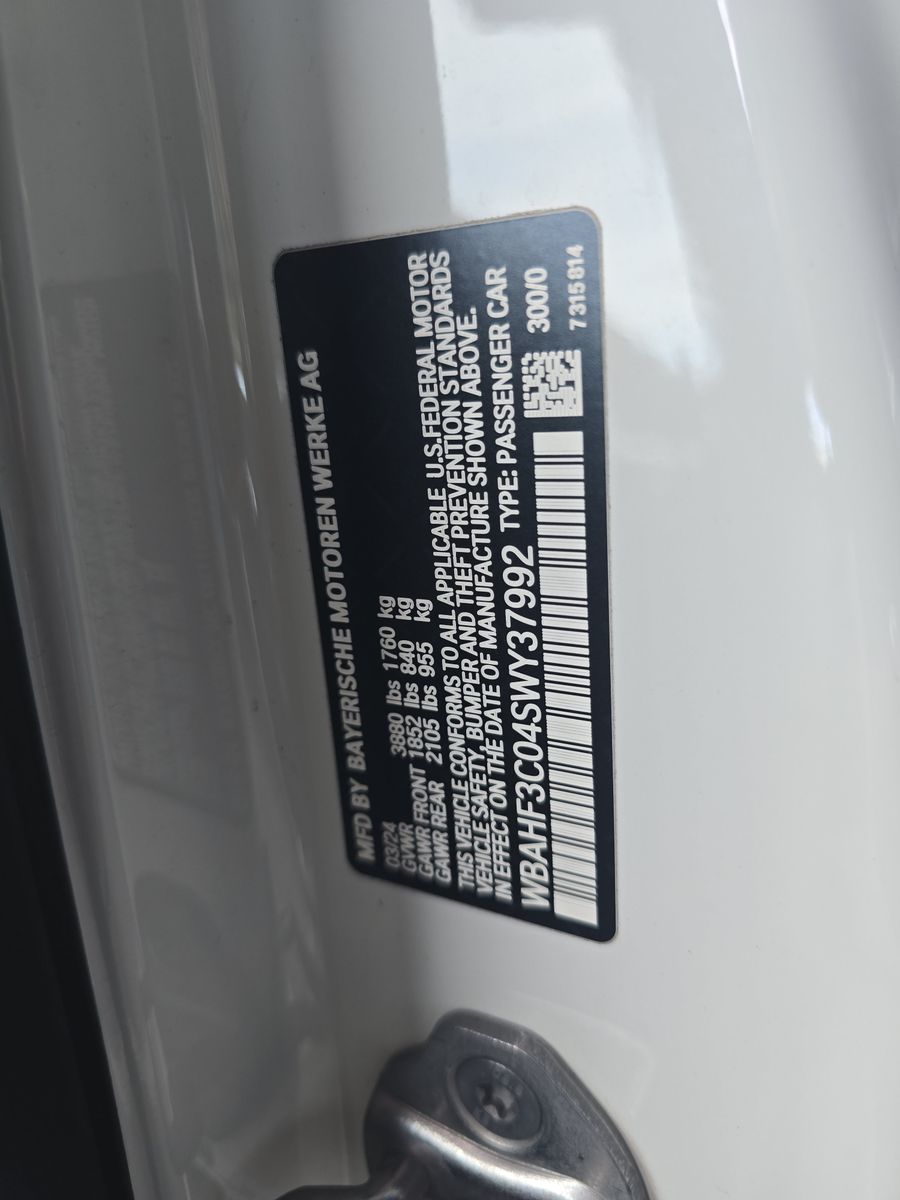 MFD BY BAYERISCHE MOTOREN WERKE AG
03/24
GVWR 3880 lbs 1760 kg
GAWR FRONT 1852 lbs 840 kg
GAWR REAR 2105 lbs 955 kg
THIS VEHICLE CONFORMS TO ALL APPLICABLE U.S.FEDERAL MOTOR
VEHICLE SAFETY, BUMPER AND THEFT PREVENTION STANDARDS
IN EFFECT ON THE DATE OF MANUFACTURE SHOWN ABOVE.
WBAHF3C04SWY37992 TYPE: PASSENGER CAR
300/0
7315814